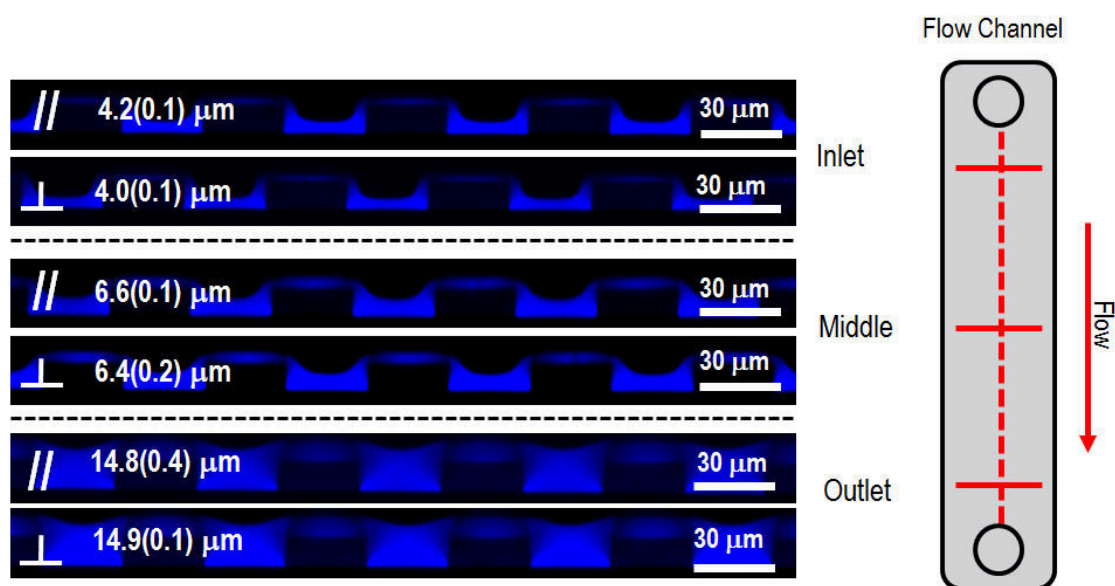 Flow Channel
// 4.2(0.1) μm 30 μm
⊥ 4.0(0.1) μm 30 μm
Inlet
// 6.6(0.1) μm 30 μm
⊥ 6.4(0.2) μm 30 μm
Middle
// 14.8(0.4) μm 30 μm
⊥ 14.9(0.1) μm 30 μm
Outlet
Flow